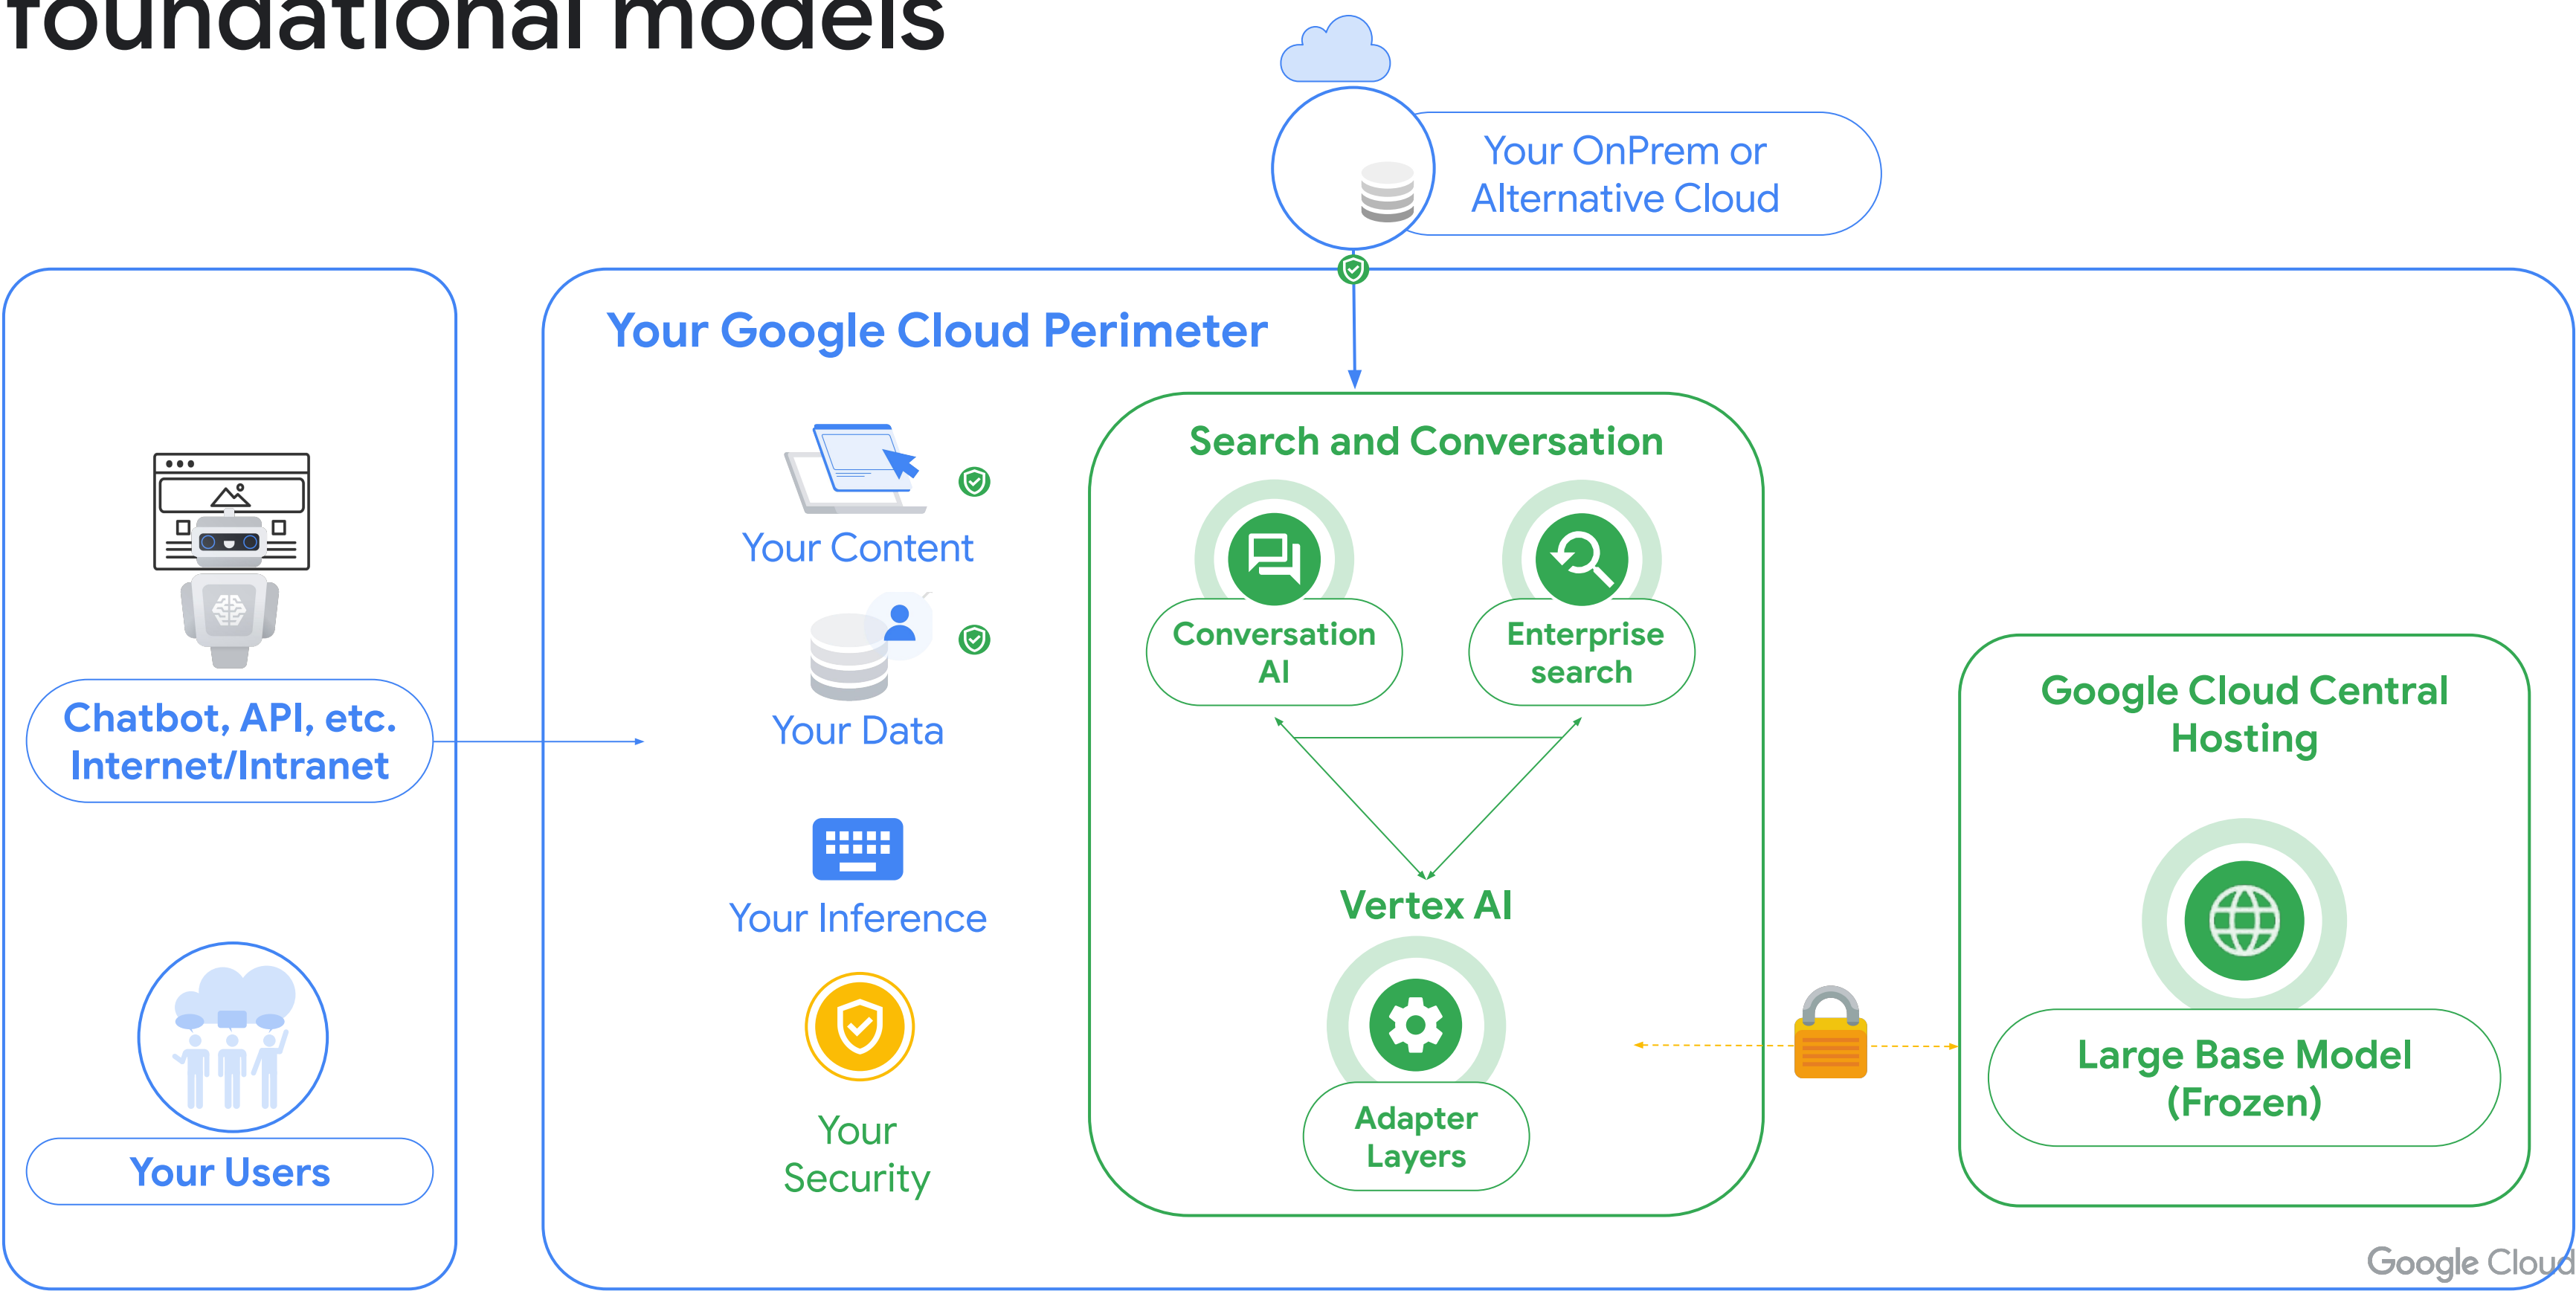 foundational models
Your OnPrem or
Alternative Cloud
Your Google Cloud Perimeter
Chatbot, API, etc.
Internet/Intranet
Your Users
Your Content
Your Data
Your Inference
Your
Security
Search and Conversation
Conversation
AI
Enterprise
search
Vertex AI
Adapter
Layers
Google Cloud Central
Hosting
Large Base Model
(Frozen)
Google Cloud